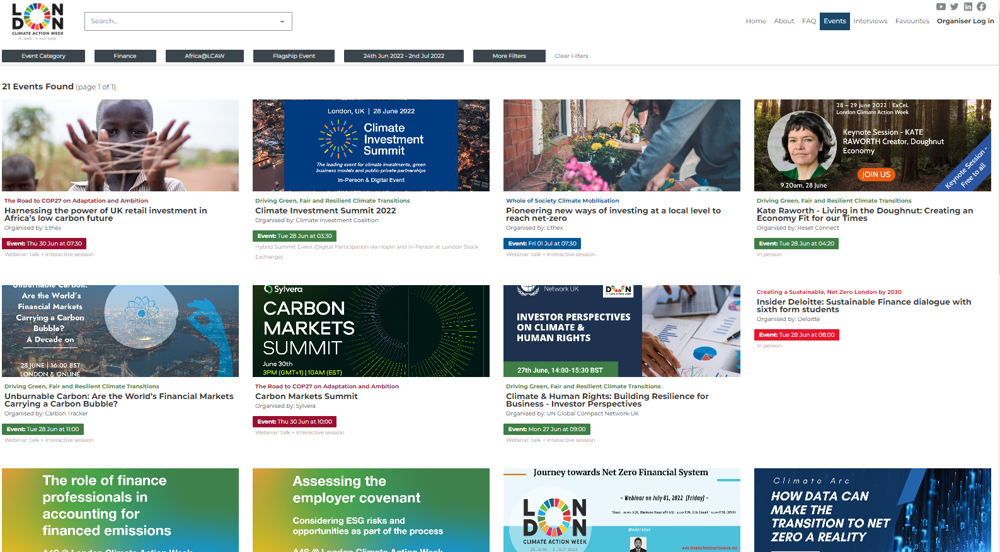 LONDON
CLIMATE ACTION WEEK
25 JUNE – 3 JULY 2022
Search...
Home
About
FAQ
Events
Interviews
Favourites
Organiser Log in
Event Category
Finance
Africa@LCAW
Flagship Event
24th Jun 2022 - 2nd Jul 2022
More Filters
Clear Filters
21 Events Found (page 1 of 1)
The Road to COP27 on Adaptation and Ambition
Harnessing the power of UK retail investment in
Africa's low carbon future
Organised by: Ethex
Event: Thu 30 Jun at 07:30
Webinar: talk + interactive session
London, UK | 28 June 2022
Climate
Investment
Summit
The leading event for climate investments, green
business models and public-private partnerships
In-Person & Digital Event
Driving Green, Fair and Resilient Climate Transitions
Climate Investment Summit 2022
Organised by: Climate Investment Coalition
Event: Tue 28 Jun at 03:30
Hybrid Summit Event (Digital Participation via Hopin and In-Person at London Stock
Exchange)
Whole of Society Climate Mobilisation
Pioneering new ways of investing at a local level to
reach net-zero
Organised by: Ethex
Event: Fri 01 Jul at 07:30
Webinar: talk + interactive session
28 – 29 June 2022 | ExCeL
London Climate Action Week
Keynote Session - KATE
RAWORTH Creator, Doughnut
Economy
JOIN US
9.20am, 28 June
Keynote Session -
Free to all
Driving Green, Fair and Resilient Climate Transitions
Kate Raworth - Living in the Doughnut: Creating an
Economy Fit for our Times
Organised by: Reset Connect
Event: Tue 28 Jun at 04:20
In person
Unburnable Carbon:
Are the World's
Financial Markets
Carrying a Carbon
Bubble?
A Decade on
28 JUNE | 16:00 BST
LONDON & ONLINE
Driving Green, Fair and Resilient Climate Transitions
Unburnable Carbon: Are the World's Financial Markets
Carrying a Carbon Bubble?
Organised by: Carbon Tracker
Event: Tue 28 Jun at 11:00
Webinar: talk + interactive session
Sylvera
CARBON
MARKETS
SUMMIT
June 30th
3PM (GMT+1) | 10AM (EST)
The Road to COP27 on Adaptation and Ambition
Carbon Markets Summit
Organised by: Sylvera
Event: Thu 30 Jun at 10:00
Webinar: talk + interactive session
Network UK
LONDON
CLIMATE ACTION WEEK
INVESTOR PERSPECTIVES
ON CLIMATE &
HUMAN RIGHTS
27th June, 14:00-15:30 BST
Driving Green, Fair and Resilient Climate Transitions
Climate & Human Rights: Building Resilience for
Business - Investor Perspectives
Organised by: UN Global Compact Network UK
Event: Mon 27 Jun at 09:00
Webinar: talk + interactive session
Creating a Sustainable, Net Zero London by 2030
Insider Deloitte: Sustainable Finance dialogue with
sixth form students
Organised by: Deloitte
Event: Tue 28 Jun at 08:00
In person
The role of finance
professionals in
accounting for
financed emissions
A4S @ London Climate Action Week
Assessing the
employer covenant
Considering ESG risks and
opportunities as part of the process
A4S @ London Climate Action Week
Journey towards Net Zero Financial System
- Webinar on July 01, 2022 (Friday) -
Time: - 11.00 A.M. (Eastern Time of USA) / 4.00 P.M. (UK Time) / 9.00 P.M. (BST)
LONDON
CLIMATE ACTION WEEK
25 JUNE – 3 JULY 2022
Moderator
www.londonclimateactionweek.org
Climate Arc
HOW DATA CAN
MAKE THE
TRANSITION TO NET
ZERO A REALITY